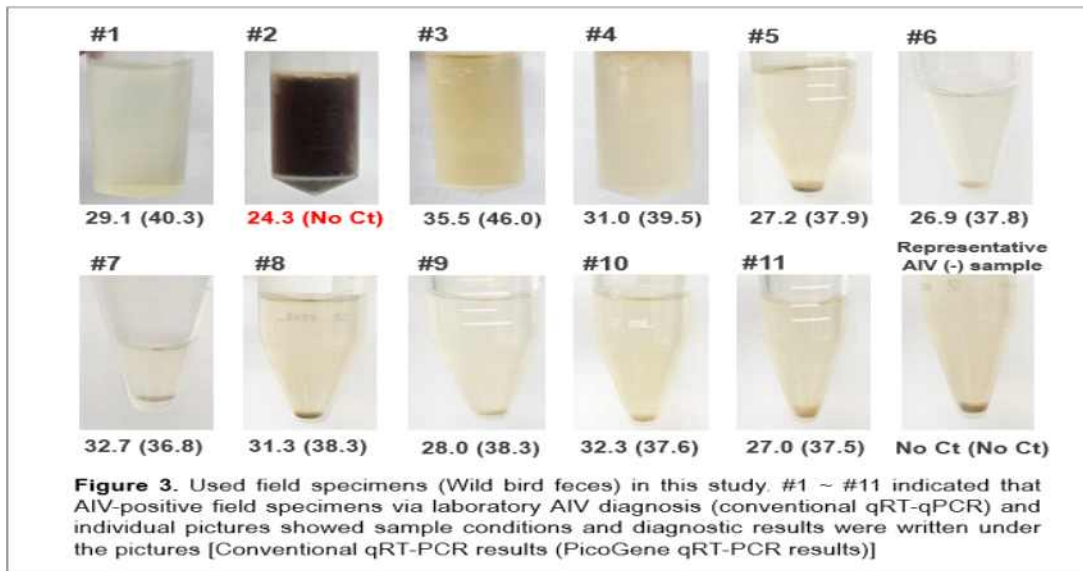 #1 #2 #3 #4 #5 #6
29.1 (40.3) 24.3 (No Ct) 35.5 (46.0) 31.0 (39.5) 27.2 (37.9) 26.9 (37.8)
Representative
AIV (-) sample
#7 #8 #9 #10 #11
32.7 (36.8) 31.3 (38.3) 28.0 (38.3) 32.3 (37.6) 27.0 (37.5) No Ct (No Ct)
Figure 3. Used field specimens (Wild bird feces) in this study. #1 ~ #11 indicated that
AIV-positive field specimens via laboratory AIV diagnosis (conventional qRT-qPCR) and
individual pictures showed sample conditions and diagnostic results were written under
the pictures [Conventional qRT-PCR results (PicoGene qRT-PCR results)]